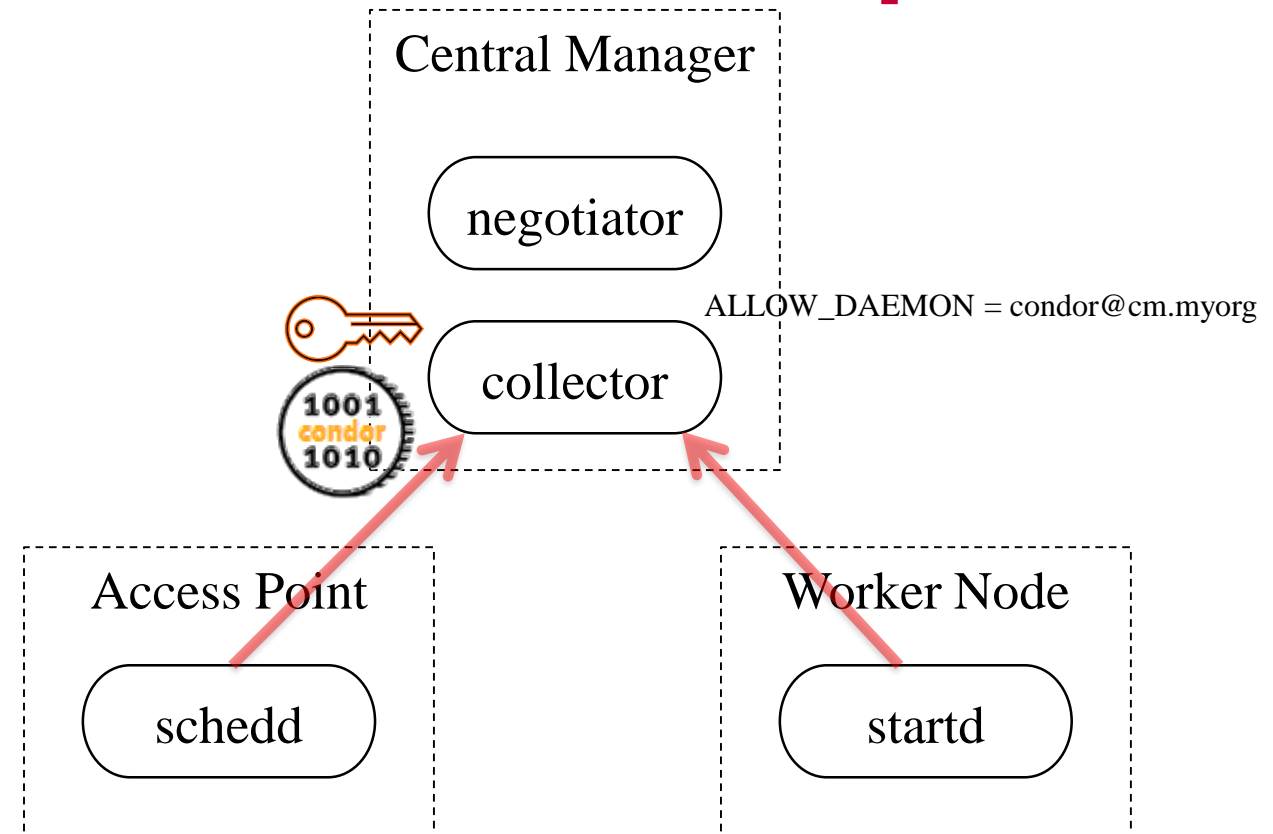 Central Manager
negotiator
ALLOW_DAEMON = condor@cm.myorg
collector
1001
condor
1010
Access Point
Worker Node
schedd
startd